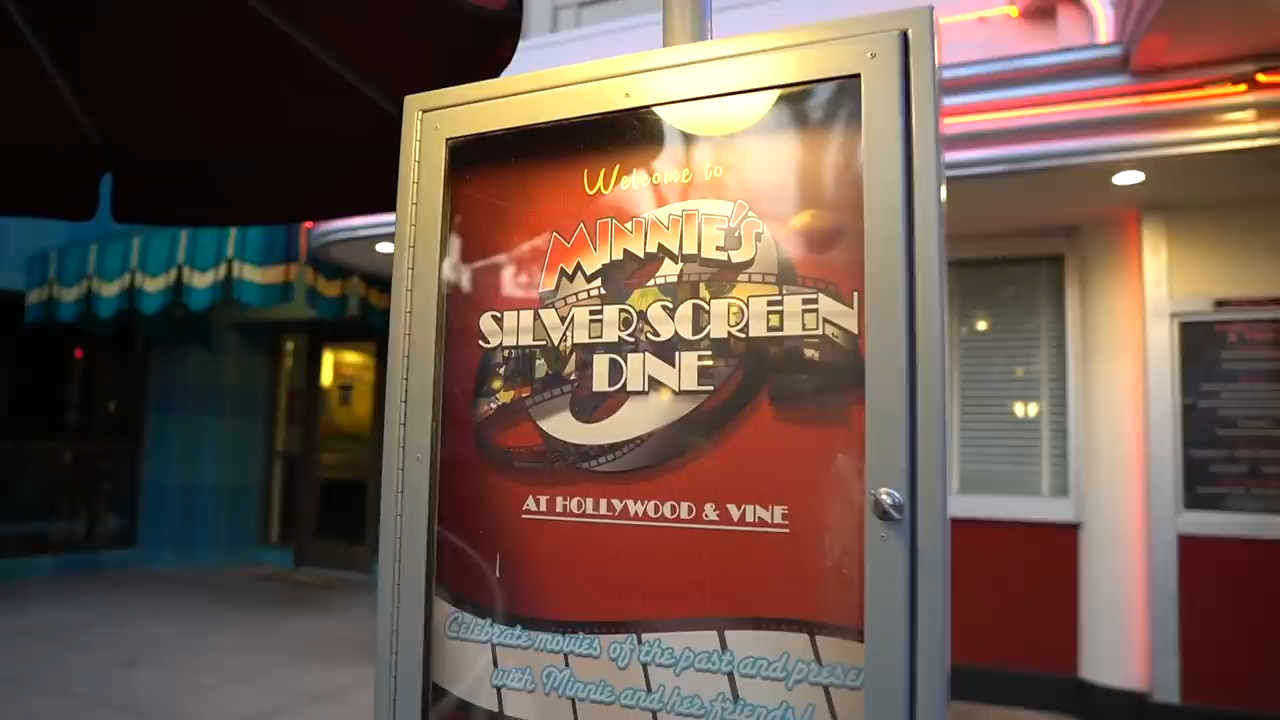 Welcome to
MINNIE'S
SILVER SCREEN
DINE
AT HOLLYWOOD & VINE
Celebrate movies of the past and presen
with Minnie and her friends!